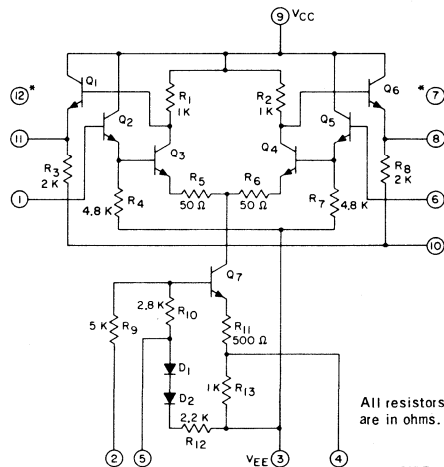 9 VCC
12 * Q1 R1 1K R2 1K Q6 * 7
Q2 Q5
11 Q3 Q4 8
R3 2K R5 50 Ω R6 50 Ω R8 2K
1 R4 4.8 K R7 4.8 K 6
10
Q7
2.8 K R10
5 K R9 R11 500 Ω
D1
D2 1K R13
2.2 K R12
All resistors
are in ohms.
2 5 VEE 3 4